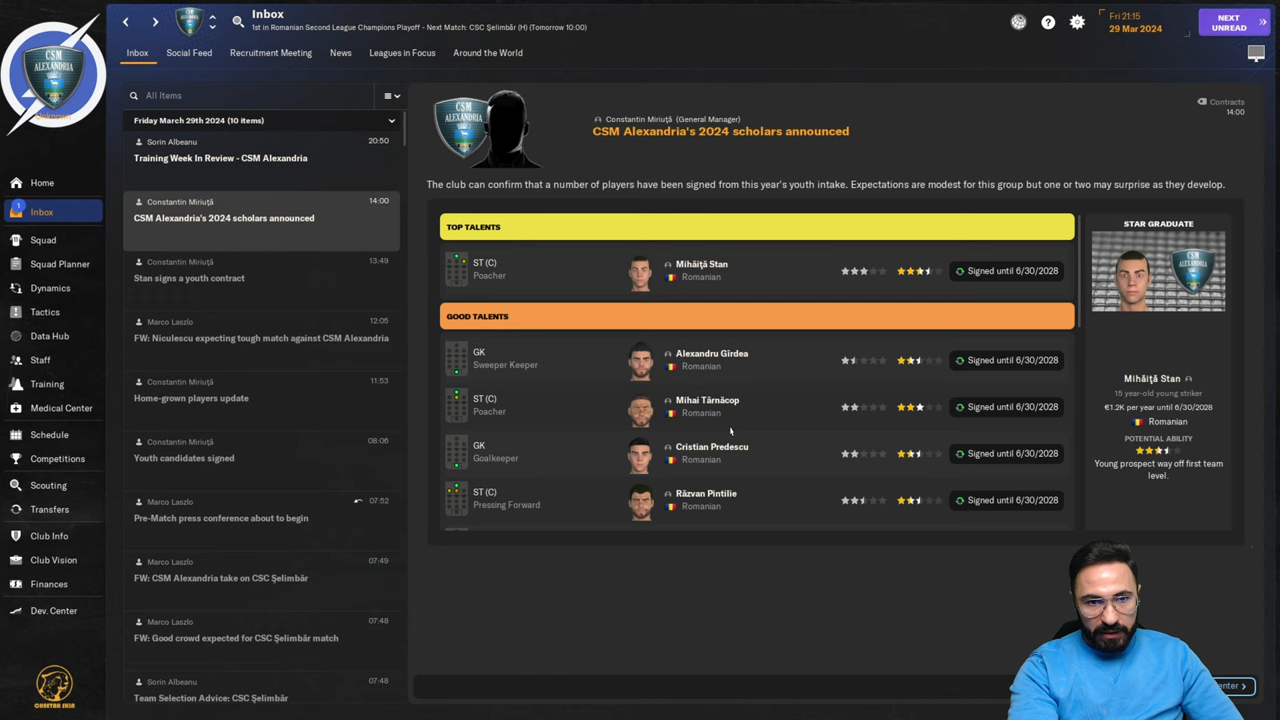 Inbox
1st in Romanian Second League Champions Playoff - Next Match: CSC Şelimbăr (H) (Tomorrow 10:00)
Fri 21:15
29 Mar 2024
NEXT UNREAD
Inbox
Social Feed
Recruitment Meeting
News
Leagues in Focus
Around the World
CSM
ALEXANDRIA
Home
1
Inbox
Squad
Squad Planner
Dynamics
Tactics
Data Hub
Staff
Training
Medical Center
Schedule
Competitions
Scouting
Transfers
Club Info
Club Vision
Finances
Dev. Center
CHEETAH SKIN
All Items
Friday March 29th 2024 (10 items)
Sorin Albeanu 20:50
Training Week In Review - CSM Alexandria
Constantin Miriuţă 14:00
CSM Alexandria's 2024 scholars announced
Constantin Miriuţă 13:49
Stan signs a youth contract
Marco Laszlo 12:05
FW: Niculescu expecting tough match against CSM Alexandria
Constantin Miriuţă 11:53
Home-grown players update
Constantin Miriuţă 08:06
Youth candidates signed
Marco Laszlo 07:52
Pre-Match press conference about to begin
Marco Laszlo 07:49
FW: CSM Alexandria take on CSC Şelimbăr
Marco Laszlo 07:48
FW: Good crowd expected for CSC Şelimbăr match
Sorin Albeanu 07:48
Team Selection Advice: CSC Şelimbăr
CSM
ALEXANDRIA
Constantin Miriuţă (General Manager)
CSM Alexandria's 2024 scholars announced
Contracts
14:00
The club can confirm that a number of players have been signed from this year's youth intake. Expectations are modest for this group but one or two may surprise as they develop.
TOP TALENTS
ST (C)
Poacher
Mihăiţă Stan
Romanian
Signed until 6/30/2028
GOOD TALENTS
GK
Sweeper Keeper
Alexandru Gîrdea
Romanian
Signed until 6/30/2028
ST (C)
Poacher
Mihai Târnăcop
Romanian
Signed until 6/30/2028
GK
Goalkeeper
Cristian Predescu
Romanian
Signed until 6/30/2028
ST (C)
Pressing Forward
Răzvan Pintilie
Romanian
Signed until 6/30/2028
STAR GRADUATE
Mihăiţă Stan
15 year-old young striker
€1.2K per year until 6/30/2028
Romanian
POTENTIAL ABILITY
Young prospect way off first team
level.